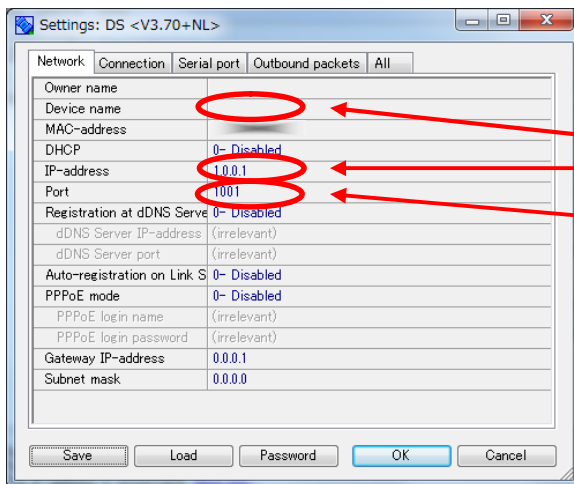 Settings: DS <V3.70+NL>
Network Connection Serial port Outbound packets All
Owner name
Device name
MAC-address
DHCP 0- Disabled
IP-address 1.0.0.1
Port 1001
Registration at dDNS Serve 0- Disabled
dDNS Server IP-address (irrelevant)
dDNS Server port (irrelevant)
Auto-registration on Link S 0- Disabled
PPPoE mode 0- Disabled
PPPoE login name (irrelevant)
PPPoE login password (irrelevant)
Gateway IP-address 0.0.0.1
Subnet mask 0.0.0.0
Save Load Password OK Cancel